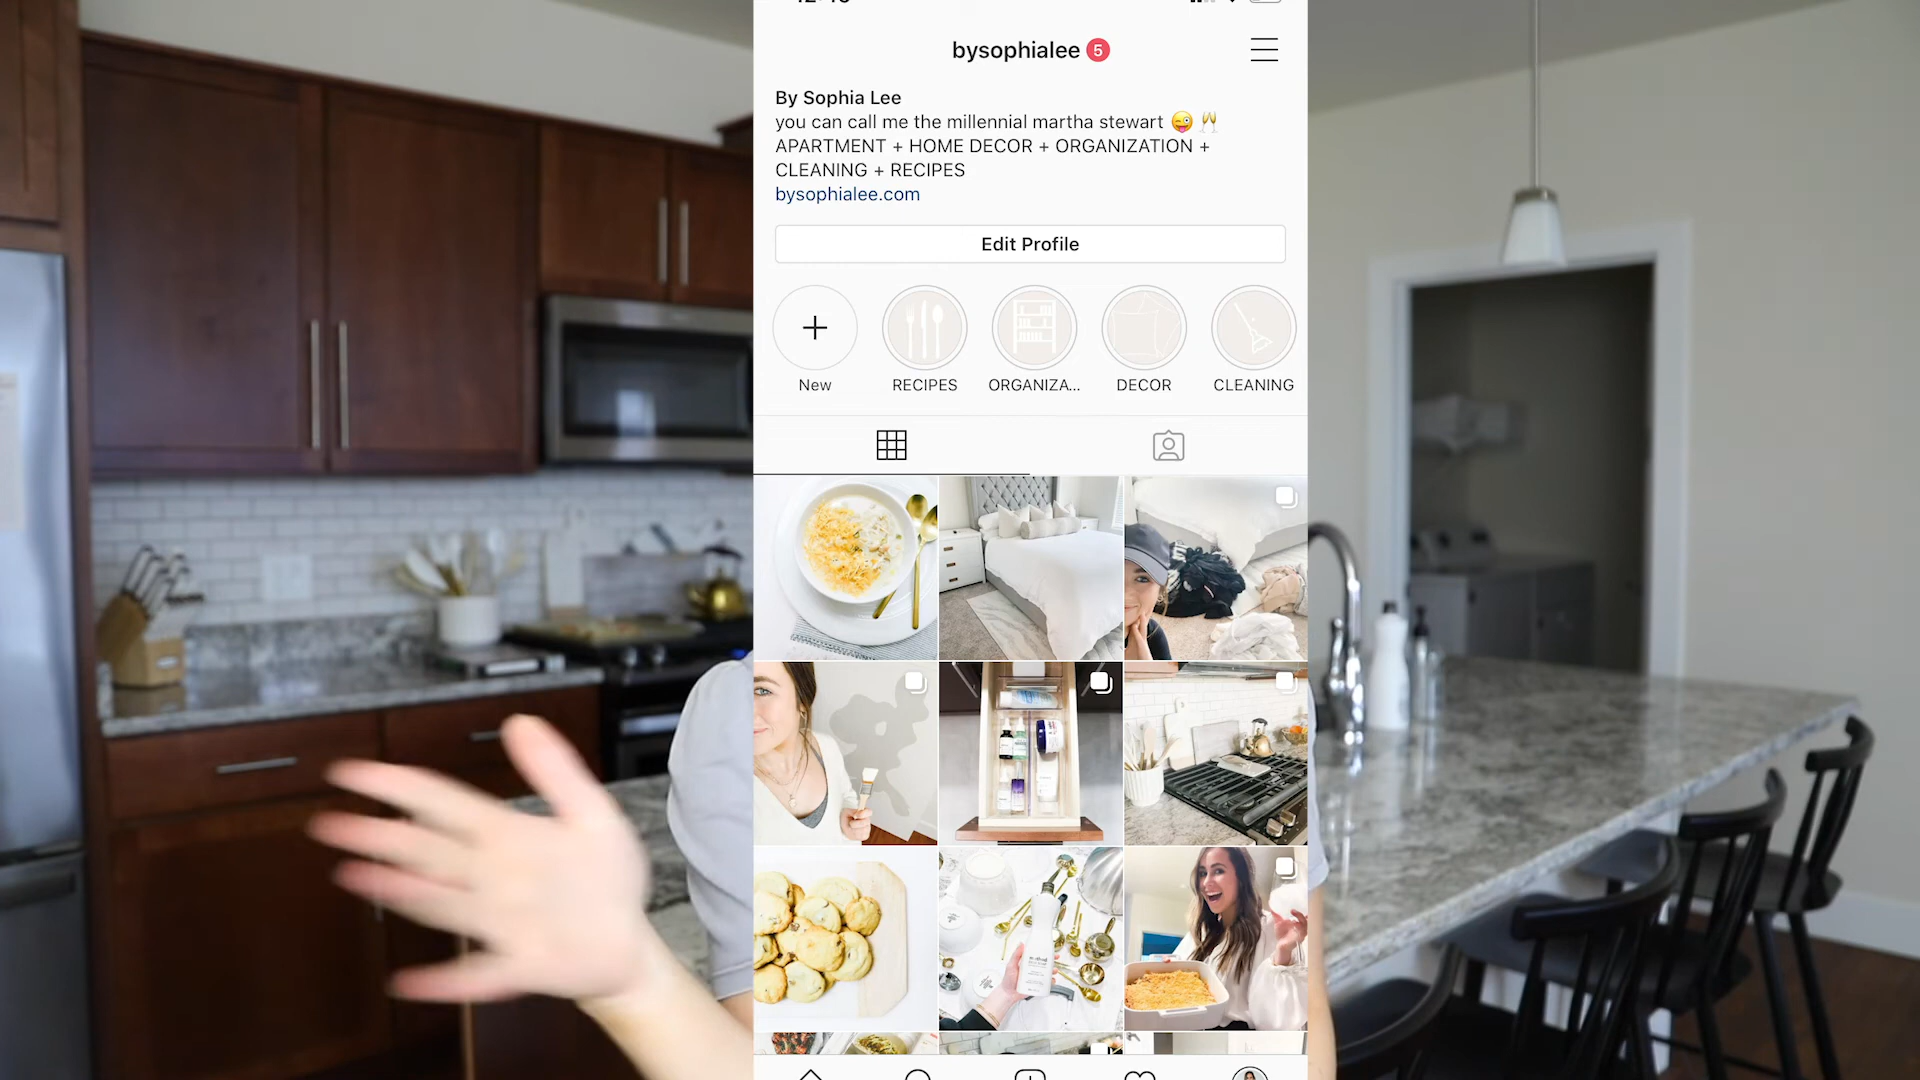 bysophialee 5
By Sophia Lee
you can call me the millennial martha stewart 😜 🥂
APARTMENT + HOME DECOR + ORGANIZATION +
CLEANING + RECIPES
bysophialee.com
Edit Profile
New
RECIPES
ORGANIZA...
DECOR
CLEANING
method